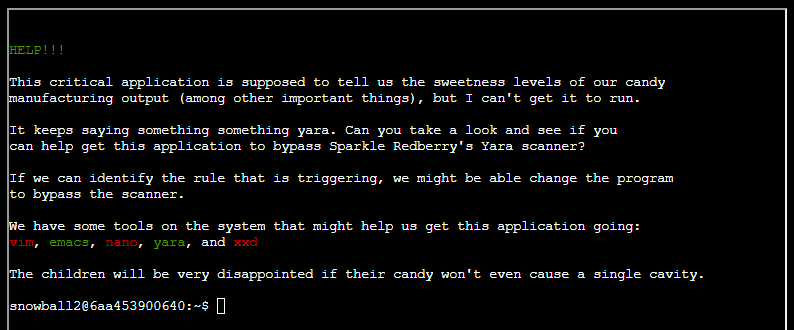 HELP!!!
This critical application is supposed to tell us the sweetness levels of our candy
manufacturing output (among other important things), but I can't get it to run.
It keeps saying something something yara. Can you take a look and see if you
can help get this application to bypass Sparkle Redberry's Yara scanner?
If we can identify the rule that is triggering, we might be able change the program
to bypass the scanner.
We have some tools on the system that might help us get this application going:
vim, emacs, nano, yara, and xxd
The children will be very disappointed if their candy won't even cause a single cavity.
snowball2@6aa453900640:~$